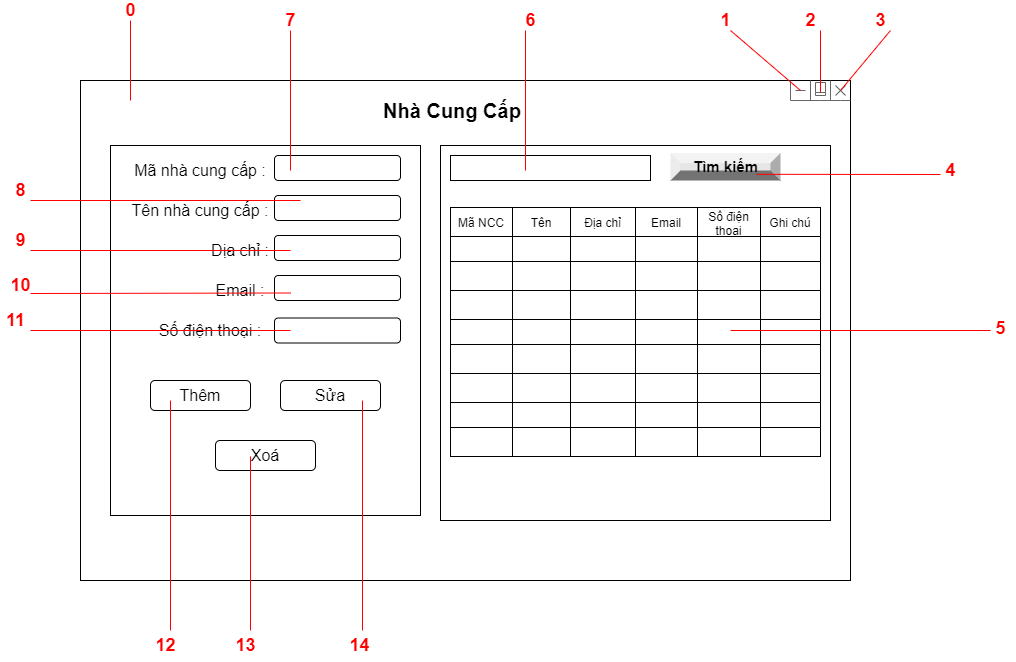 0
7
6
1
2
3
Nhà Cung Cấp
Mã nhà cung cấp :
Tìm kiếm
4
8
Tên nhà cung cấp :
Mã NCC
Tên
Địa chỉ
Email
Số điện
thoại
Ghi chú
9
Địa chỉ :
10
Email :
11
Số điện thoại :
5
Thêm
Sửa
Xoá
12
13
14